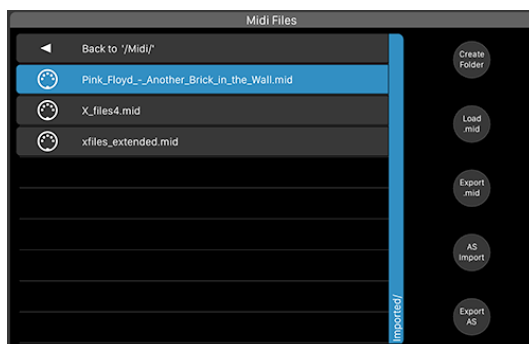 Midi Files
Back to '/Midi/'
Pink_Floyd_-_Another_Brick_in_the_Wall.mid
X_files4.mid
xfiles_extended.mid
Imported/
Create
Folder
Load
.mid
Export
.mid
AS
Import
Export
AS